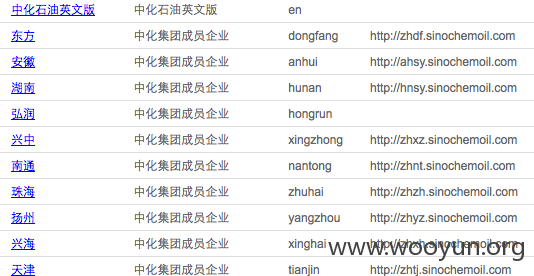 中化石油英文版 中化石油英文版 en
东方 中化集团成员企业 dongfang http://zhdf.sinochemoil.com
安徽 中化集团成员企业 anhui http://ahsy.sinochemoil.com
湖南 中化集团成员企业 hunan http://hnsy.sinochemoil.com
弘润 中化集团成员企业 hongrun
兴中 中化集团成员企业 xingzhong http://zhxz.sinochemoil.com
南通 中化集团成员企业 nantong http://zhnt.sinochemoil.com
珠海 中化集团成员企业 zhuhai http://zhzh.sinochemoil.com
扬州 中化集团成员企业 yangzhou http://zhyz.sinochemoil.com
兴海 中化集团成员企业 xinghai http://zhxh.sinochemoil.com
www.wooyun.org
天津 中化集团成员企业 tianjin http://zhtj.sinochemoil.com